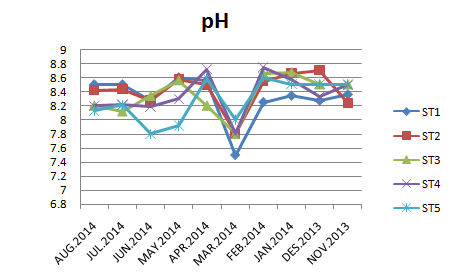 pH
9
8.8
8.6
8.4
8.2
8
7.8
7.6
7.4
7.2
7
6.8
AUG.2014
JUL.2014
JUN.2014
MAY.2014
APR.2014
MAR.2014
FEB.2014
JAN.2014
DES.2013
NOV.2013
ST1
ST2
ST3
ST4
ST5